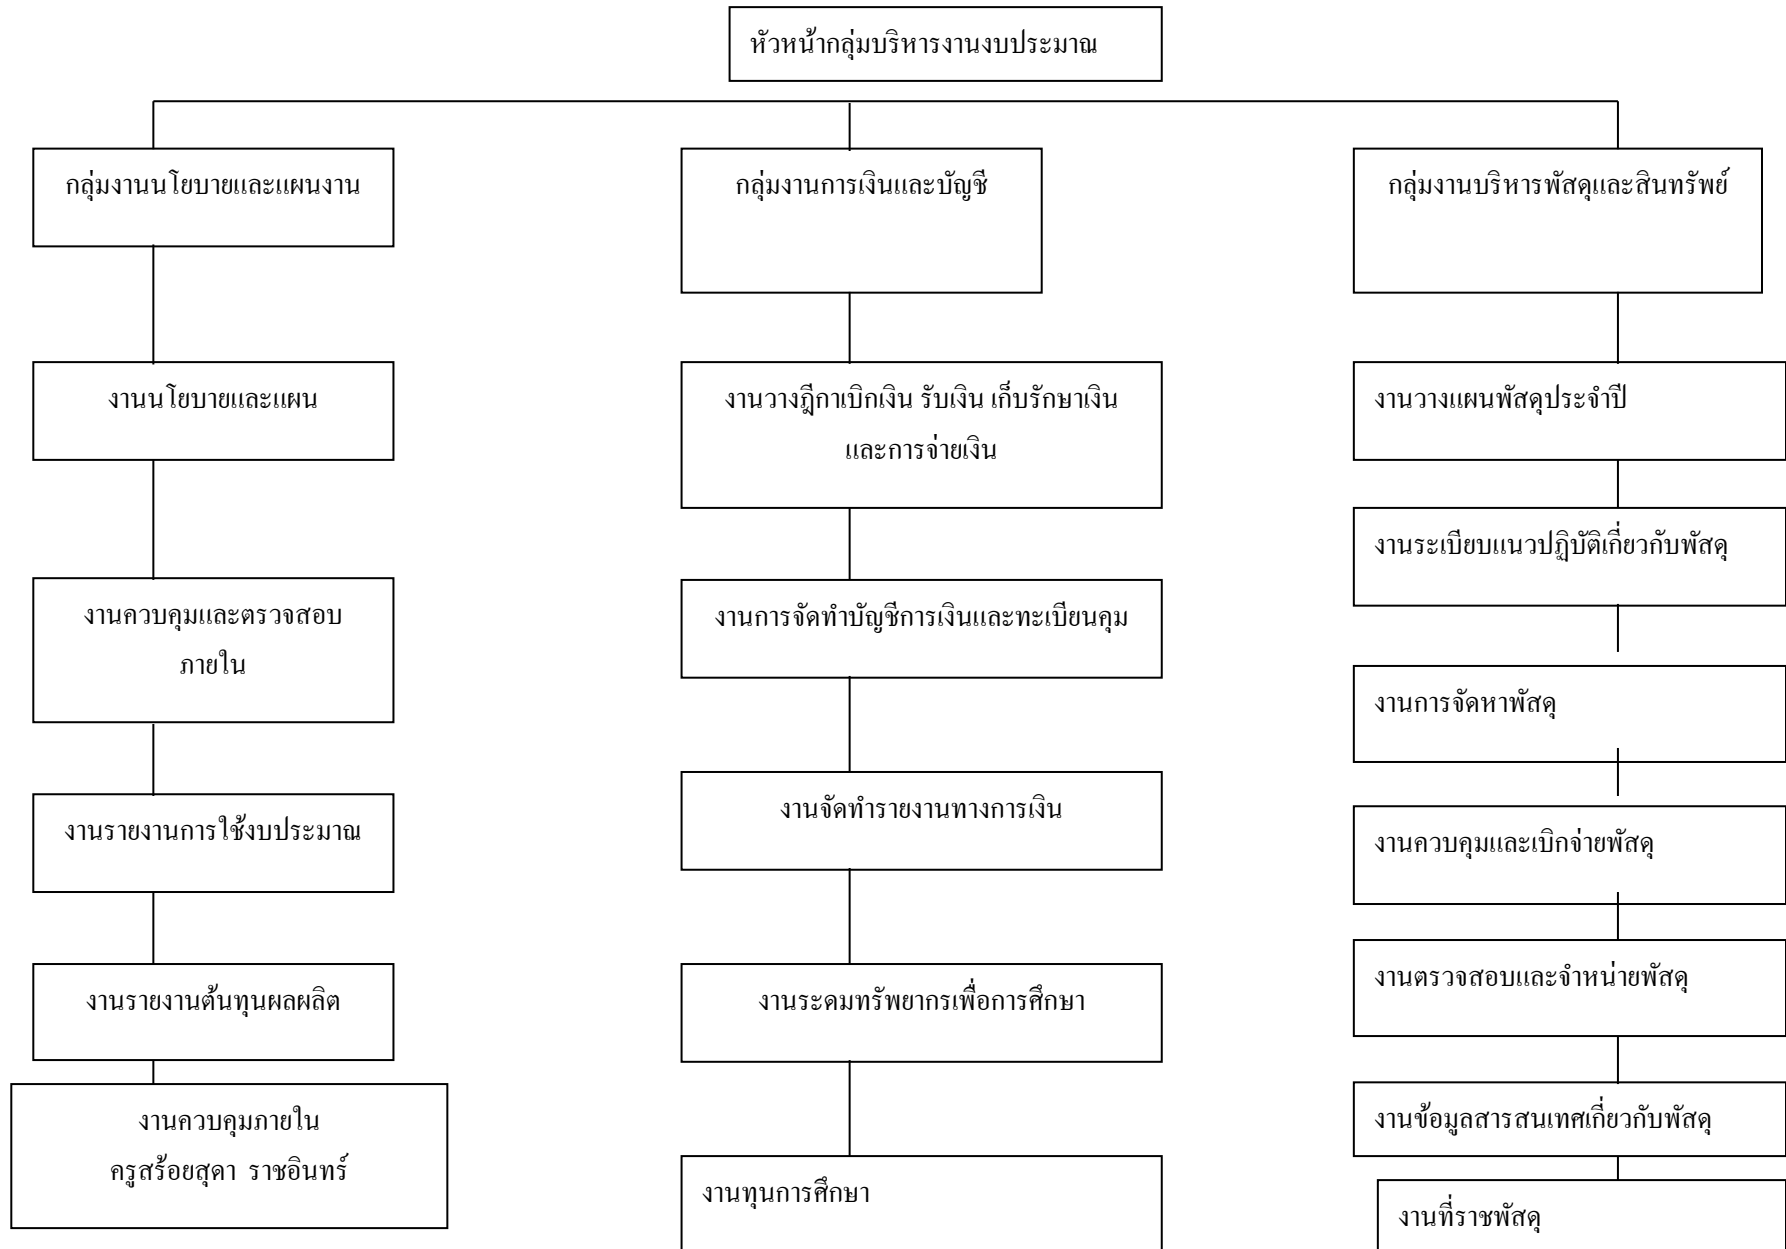 หัวหน้ากลุ่มบริหารงานงบประมาณ
กลุ่มงานนโยบายและแผนงาน
งานนโยบายและแผน
งานควบคุมและตรวจสอบ
ภายใน
งานรายงานการใช้งบประมาณ
งานรายงานต้นทุนผลผลิต
งานควบคุมภายใน
ครูสร้อยสุดา ราชอินทร์
กลุ่มงานการเงินและบัญชี
งานวางฎีกาเบิกเงิน รับเงิน เก็บรักษาเงิน
และการจ่ายเงิน
งานการจัดทำบัญชีการเงินและทะเบียนคุม
งานจัดทำรายงานทางการเงิน
งานระดมทรัพยากรเพื่อการศึกษา
งานทุนการศึกษา
กลุ่มงานบริหารพัสดุและสินทรัพย์
งานวางแผนพัสดุประจำปี
งานระเบียบแนวปฏิบัติเกี่ยวกับพัสดุ
งานการจัดหาพัสดุ
งานควบคุมและเบิกจ่ายพัสดุ
งานตรวจสอบและจำหน่ายพัสดุ
งานข้อมูลสารสนเทศเกี่ยวกับพัสดุ
งานที่ราชพัสดุ